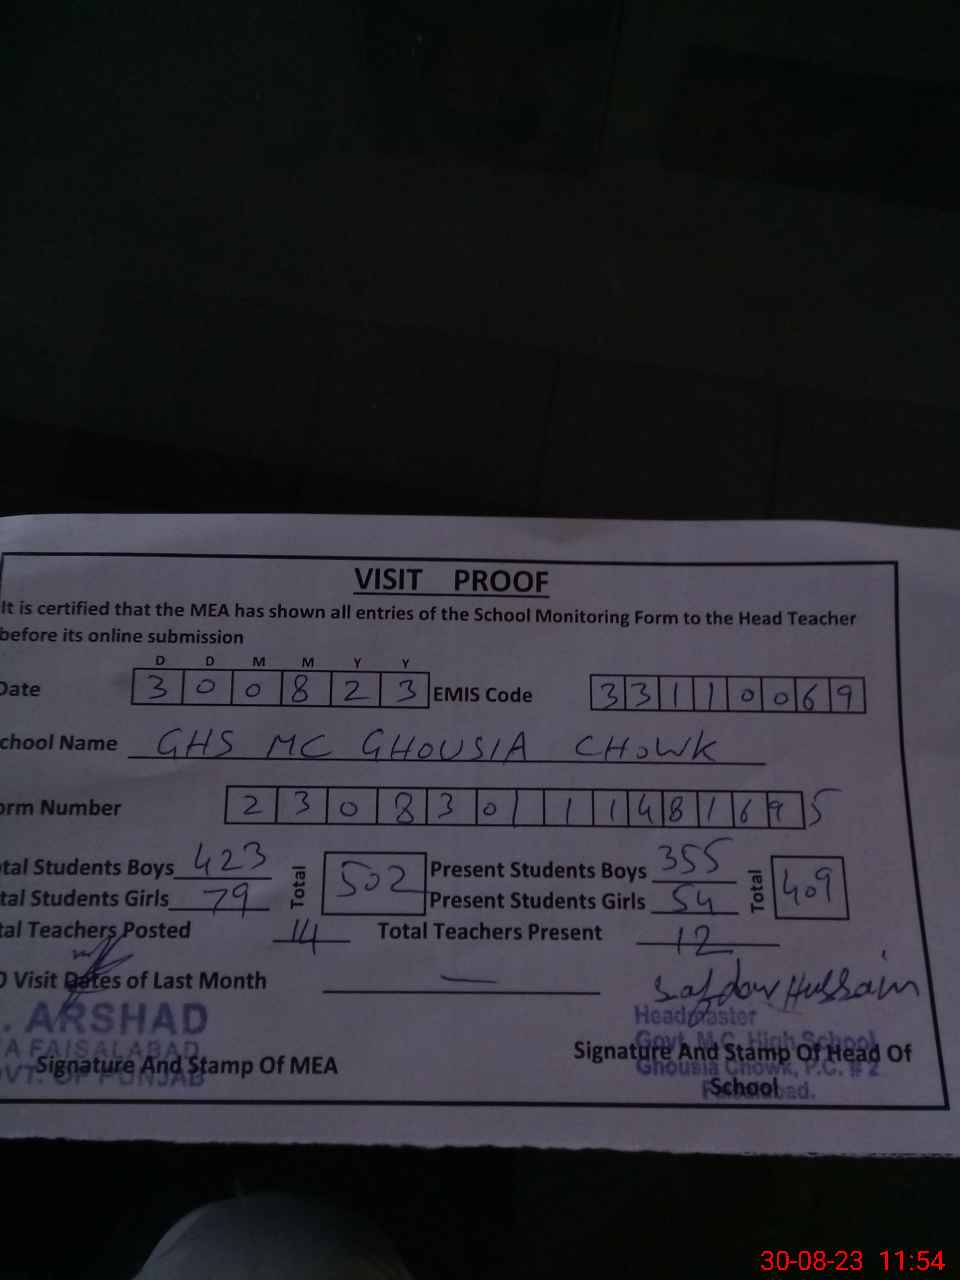 VISIT PROOF
It is certified that the MEA has shown all entries of the School Monitoring Form to the Head Teacher
before its online submission
D D M M Y Y
Date 3 0 0 8 2 3 EMIS Code 3 3 1 1 0 0 6 9
chool Name GHS MC GHOUSIA CHOWK
orm Number 2 3 0 8 3 0 1 1 1 4 8 1 6 9 5
tal Students Boys 423 Total 502 Present Students Boys 355 Total 409
tal Students Girls 79 Present Students Girls 54
tal Teachers Posted 14 Total Teachers Present 12
O Visit Dates of Last Month —
Safdar Hussain
. ARSHAD
Headmaster
A FAISALABAD
Govt. M.C. High School
Signature And Stamp Of MEA
Signature And Stamp Of Head Of
VT. OF PUNJAB
Ghousia Chowk, P.C. # 2
School
Faisalabad.
30-08-23 11:54